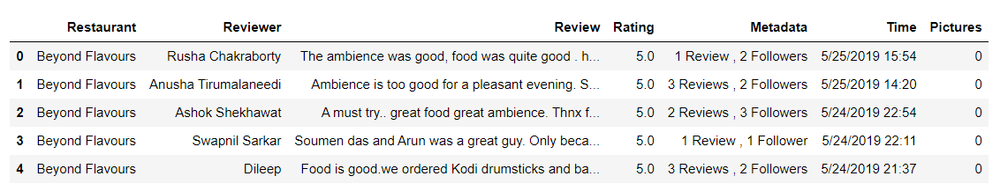 Restaurant Reviewer Review Rating Metadata Time Pictures
0 Beyond Flavours Rusha Chakraborty The ambience was good, food was quite good . h... 5.0 1 Review , 2 Followers 5/25/2019 15:54 0
1 Beyond Flavours Anusha Tirumalaneedi Ambience is too good for a pleasant evening. S... 5.0 3 Reviews , 2 Followers 5/25/2019 14:20 0
2 Beyond Flavours Ashok Shekhawat A must try.. great food great ambience. Thnx f... 5.0 2 Reviews , 3 Followers 5/24/2019 22:54 0
3 Beyond Flavours Swapnil Sarkar Soumen das and Arun was a great guy. Only beca... 5.0 1 Review , 1 Follower 5/24/2019 22:11 0
4 Beyond Flavours Dileep Food is good.we ordered Kodi drumsticks and ba... 5.0 3 Reviews , 2 Followers 5/24/2019 21:37 0